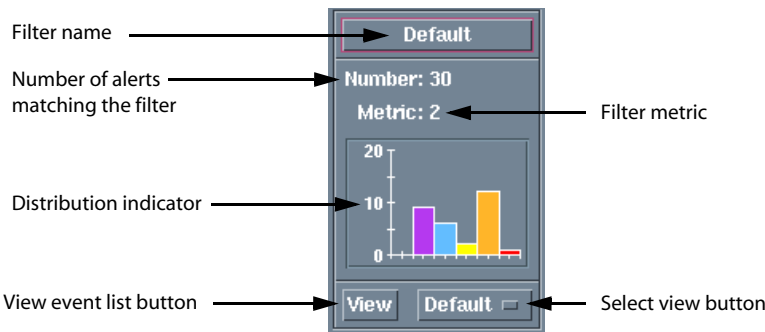 Filter name
Default
Number of alerts
matching the filter
Number: 30
Metric: 2
Filter metric
20
10
0
Distribution indicator
View event list button
View
Default
Select view button